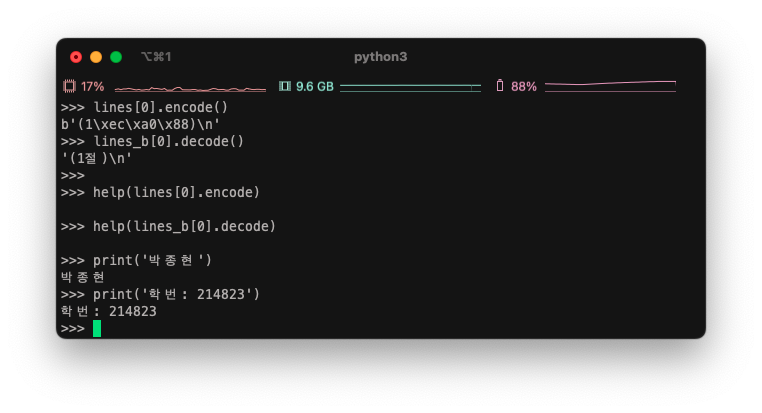 ⌥⌘1 python3
17% 9.6 GB 88%
>>> lines[0].encode()
b'(1\xec\xa0\x88)\n'
>>> lines_b[0].decode()
'(1절)\n'
>>>
>>> help(lines[0].encode)
>>> help(lines_b[0].decode)
>>> print('박종현')
박종현
>>> print('학번: 214823')
학번: 214823
>>>